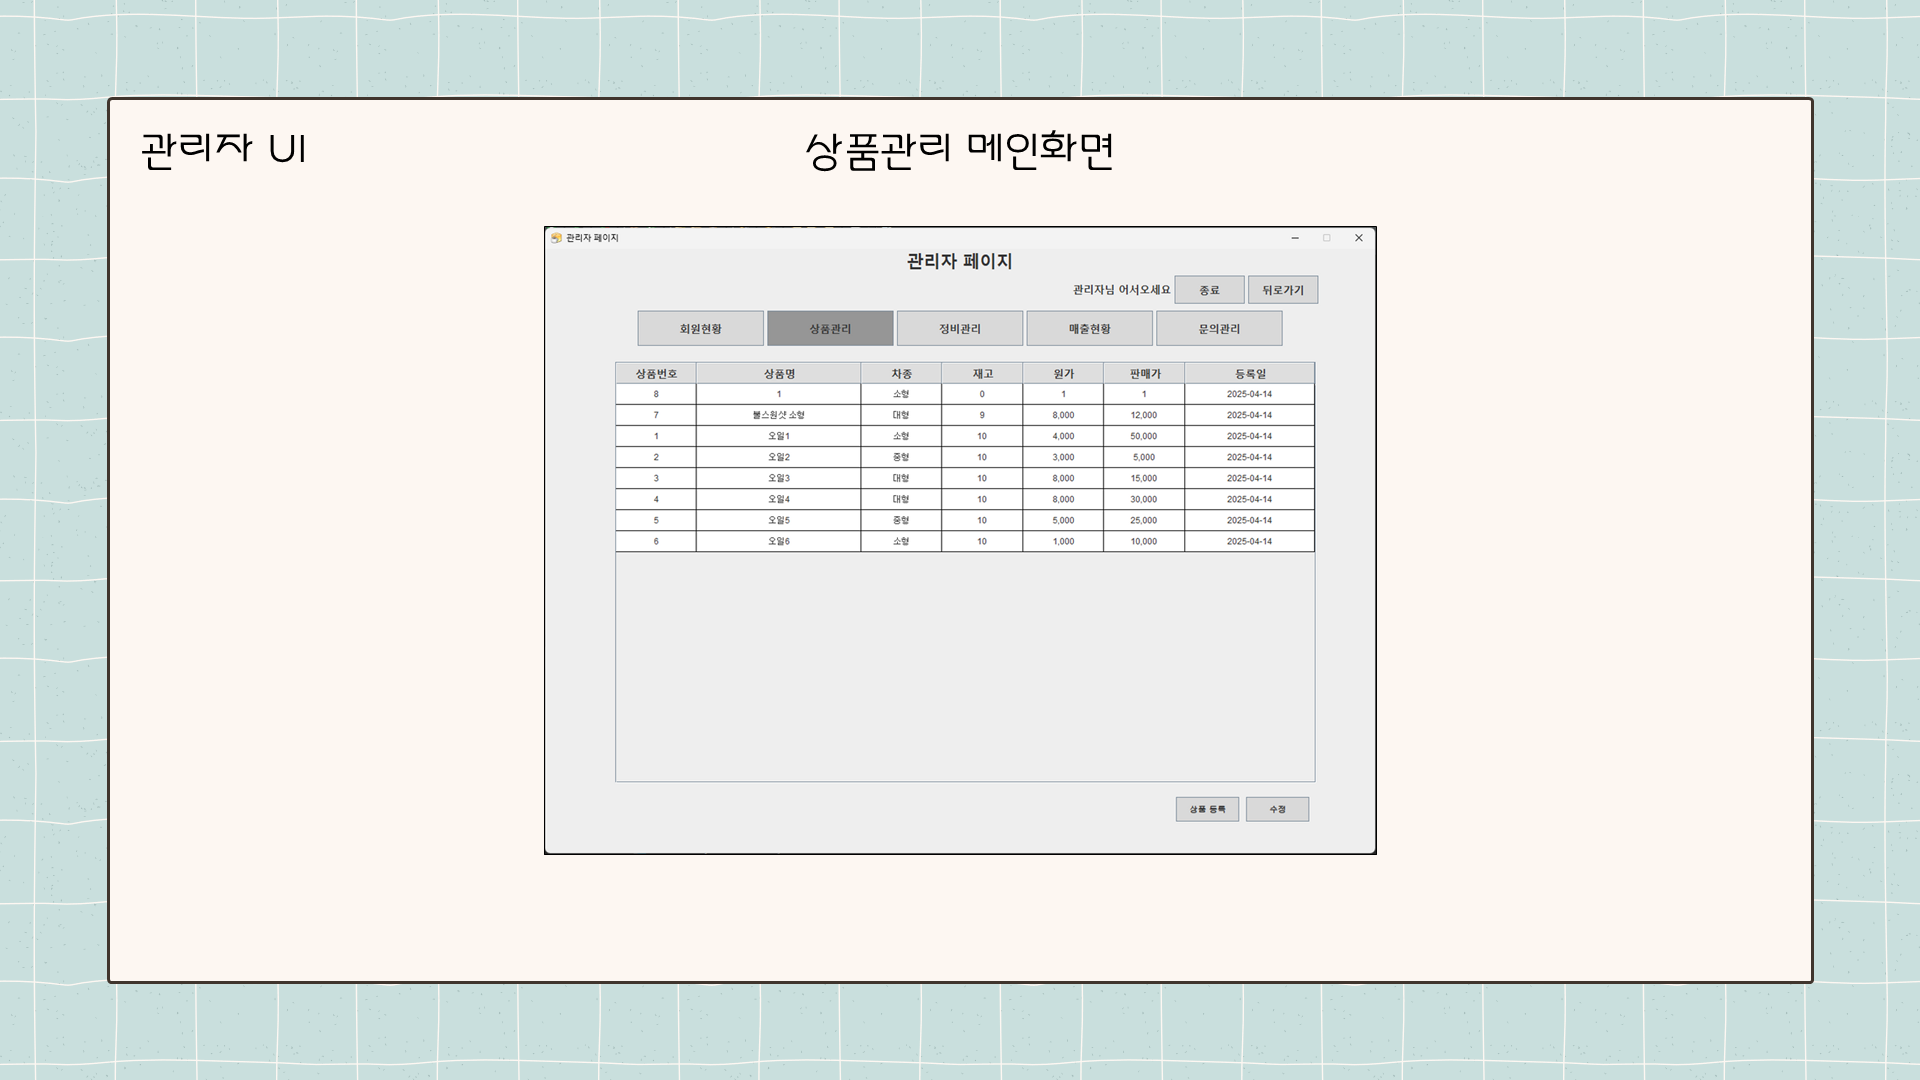 관리자 UI
상품관리 메인화면
관리자 페이지
관리자 페이지
관리자님 어서오세요 종료 뒤로가기
회원현황 상품관리 정비관리 매출현황 문의관리
상품번호 상품명 차종 재고 원가 판매가 등록일
8 1 소형 0 1 1 2025-04-14
7 불스원샷 소형 대형 9 8,000 12,000 2025-04-14
1 오일1 소형 10 4,000 50,000 2025-04-14
2 오일2 중형 10 3,000 5,000 2025-04-14
3 오일3 대형 10 8,000 15,000 2025-04-14
4 오일4 대형 10 8,000 30,000 2025-04-14
5 오일5 중형 10 5,000 25,000 2025-04-14
6 오일6 소형 10 1,000 10,000 2025-04-14
상품 등록 수정